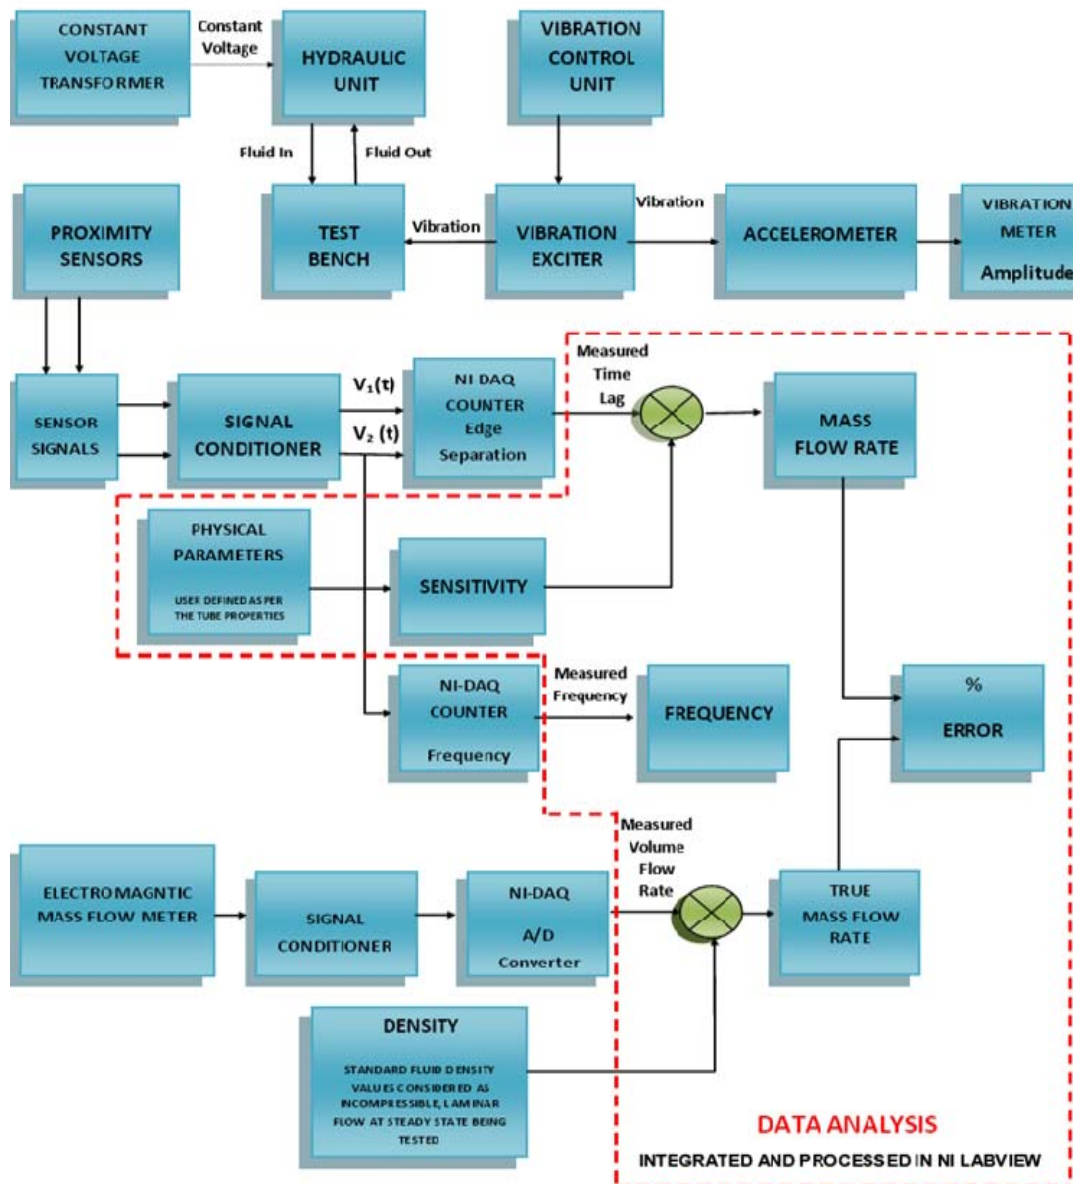 CONSTANT
VOLTAGE
TRANSFORMER
Constant
Voltage
HYDRAULIC
UNIT
VIBRATION
CONTROL
UNIT
Fluid In
Fluid Out
PROXIMITY
SENSORS
TEST
BENCH
Vibration
VIBRATION
EXCITER
Vibration
ACCELEROMETER
VIBRATION
METER
Amplitude
SENSOR
SIGNALS
SIGNAL
CONDITIONER
V₁(t)
V₂ (t)
NI DAQ
COUNTER
Edge
Separation
Measured
Time
Lag
MASS
FLOW RATE
PHYSICAL
PARAMETERS
USER DEFINED AS PER
THE TUBE PROPERTIES
SENSITIVITY
NI-DAQ
COUNTER
Frequency
Measured
Frequency
FREQUENCY
%
ERROR
ELECTROMAGNTIC
MASS FLOW METER
SIGNAL
CONDITIONER
NI-DAQ
A/D
Converter
Measured
Volume
Flow
Rate
TRUE
MASS FLOW
RATE
DENSITY
STANDARD FLUID DENSITY
VALUES CONSIDERED AS
INCOMPRESSIBLE, LAMINAR
FLOW AT STEADY STATE BEING
TESTED
DATA ANALYSIS
INTEGRATED AND PROCESSED IN NI LABVIEW